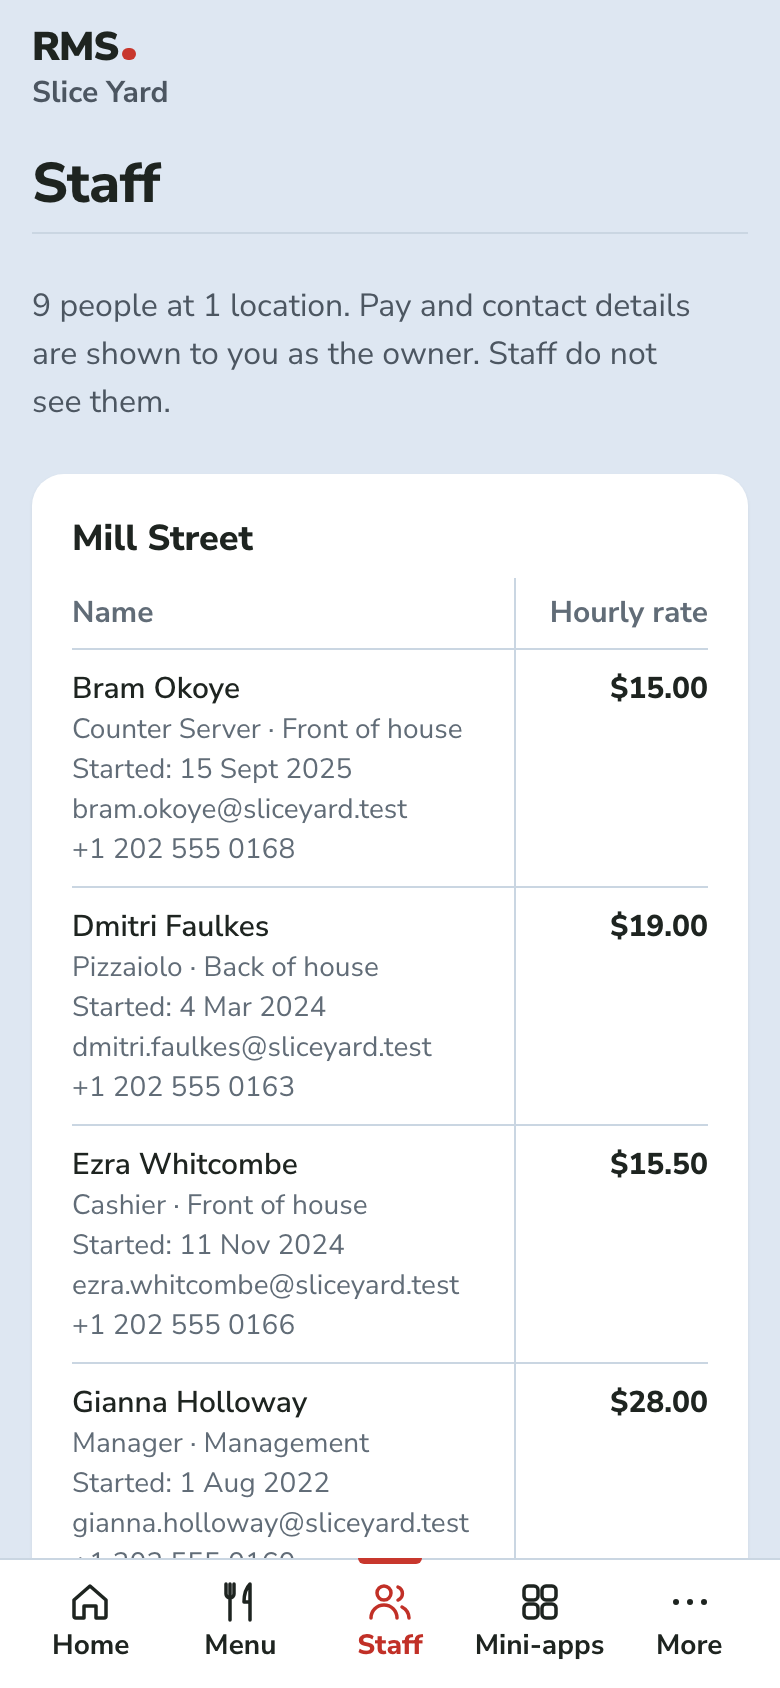 RMS.
Slice Yard
Staff
9 people at 1 location. Pay and contact details
are shown to you as the owner. Staff do not
see them.
Mill Street
Name Hourly rate
Bram Okoye $15.00
Counter Server · Front of house
Started: 15 Sept 2025
bram.okoye@sliceyard.test
+1 202 555 0168
Dmitri Faulkes $19.00
Pizzaiolo · Back of house
Started: 4 Mar 2024
dmitri.faulkes@sliceyard.test
+1 202 555 0163
Ezra Whitcombe $15.50
Cashier · Front of house
Started: 11 Nov 2024
ezra.whitcombe@sliceyard.test
+1 202 555 0166
Gianna Holloway $28.00
Manager · Management
Started: 1 Aug 2022
gianna.holloway@sliceyard.test
Home Menu Staff Mini-apps More